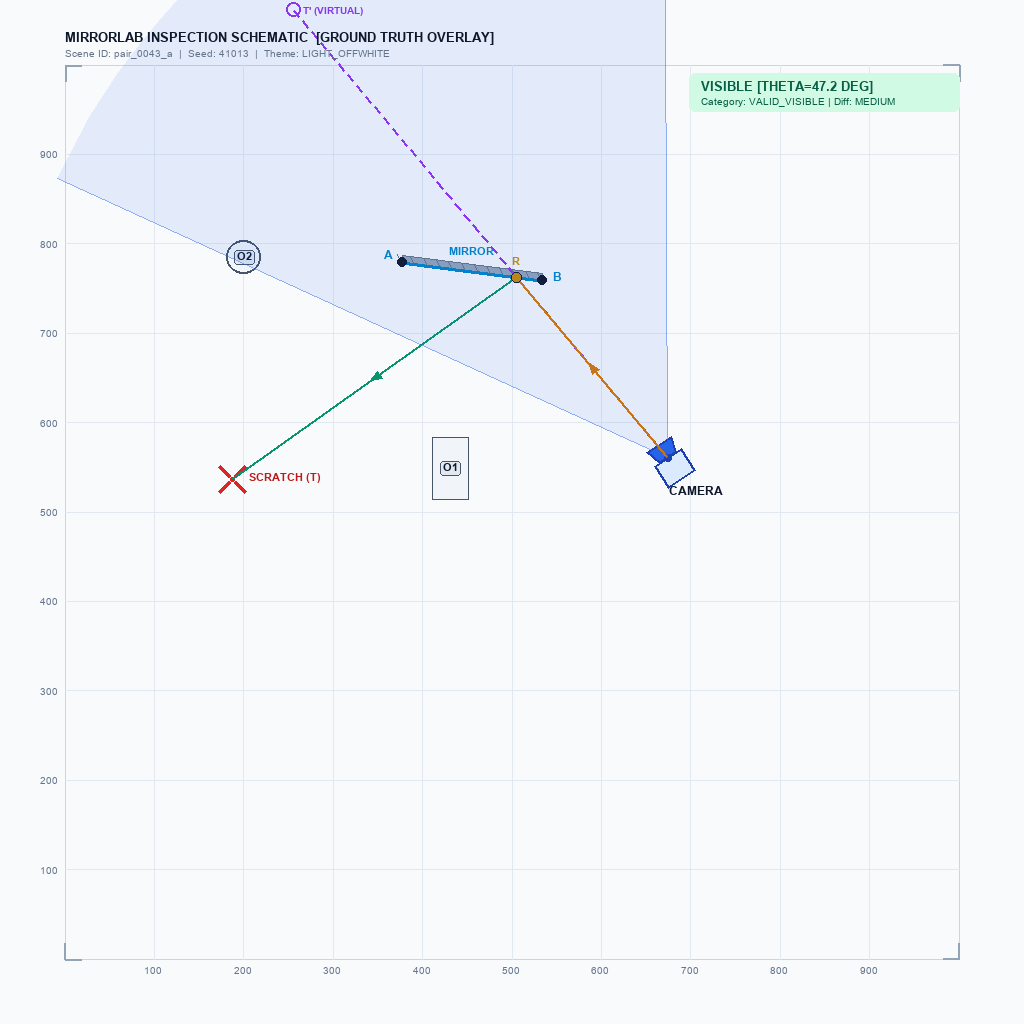 T' (VIRTUAL)
MIRRORLAB INSPECTION SCHEMATIC [GROUND TRUTH OVERLAY]
Scene ID: pair_0043_a | Seed: 41013 | Theme: LIGHT_OFFWHITE
VISIBLE [THETA=47.2 DEG]
Category: VALID_VISIBLE | Diff: MEDIUM
900
800
O2
A
MIRROR
R
B
700
600
O1
SCRATCH (T)
CAMERA
500
400
300
200
100
100 200 300 400 500 600 700 800 900